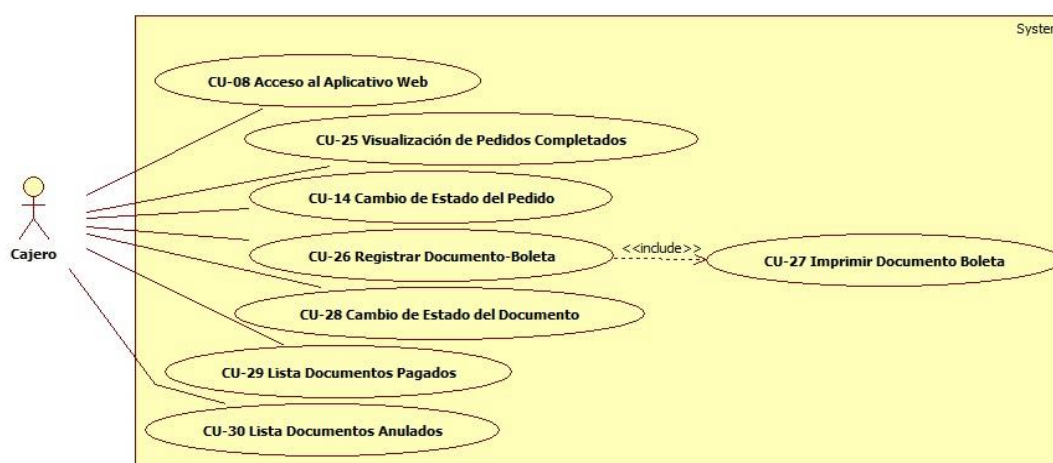 System
CU-08 Acceso al Aplicativo Web
CU-25 Visualización de Pedidos Completados
CU-14 Cambio de Estado del Pedido
Cajero
CU-26 Registrar Documento-Boleta
<<include>>
CU-27 Imprimir Documento Boleta
CU-28 Cambio de Estado del Documento
CU-29 Lista Documentos Pagados
CU-30 Lista Documentos Anulados